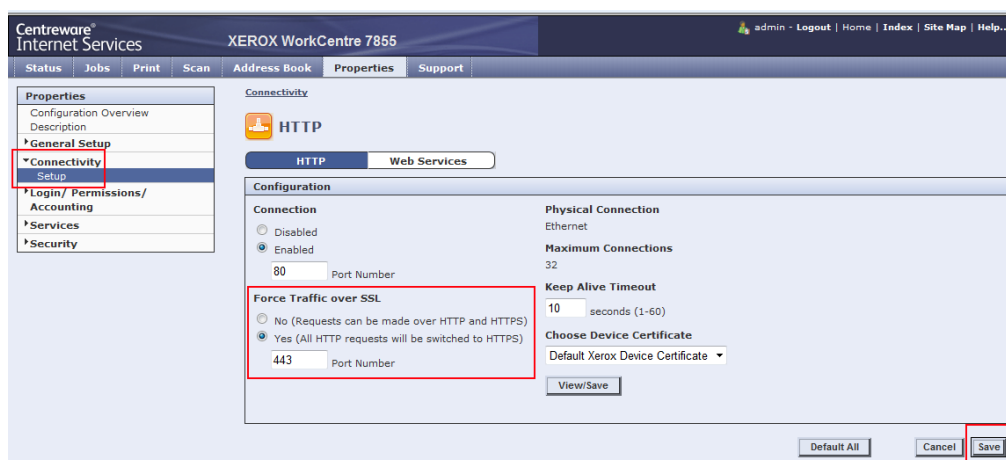 Centreware®
Internet Services
XEROX WorkCentre 7855
admin - Logout | Home | Index | Site Map | Help..
Status Jobs Print Scan Address Book Properties Support
Properties
Configuration Overview
Description
General Setup
Connectivity
Setup
Login/ Permissions/
Accounting
Services
Security
Connectivity
HTTP
HTTP Web Services
Configuration
Connection
Disabled
Enabled
80 Port Number
Force Traffic over SSL
No (Requests can be made over HTTP and HTTPS)
Yes (All HTTP requests will be switched to HTTPS)
443 Port Number
Physical Connection
Ethernet
Maximum Connections
32
Keep Alive Timeout
10 seconds (1-60)
Choose Device Certificate
Default Xerox Device Certificate
View/Save
Default All Cancel Save